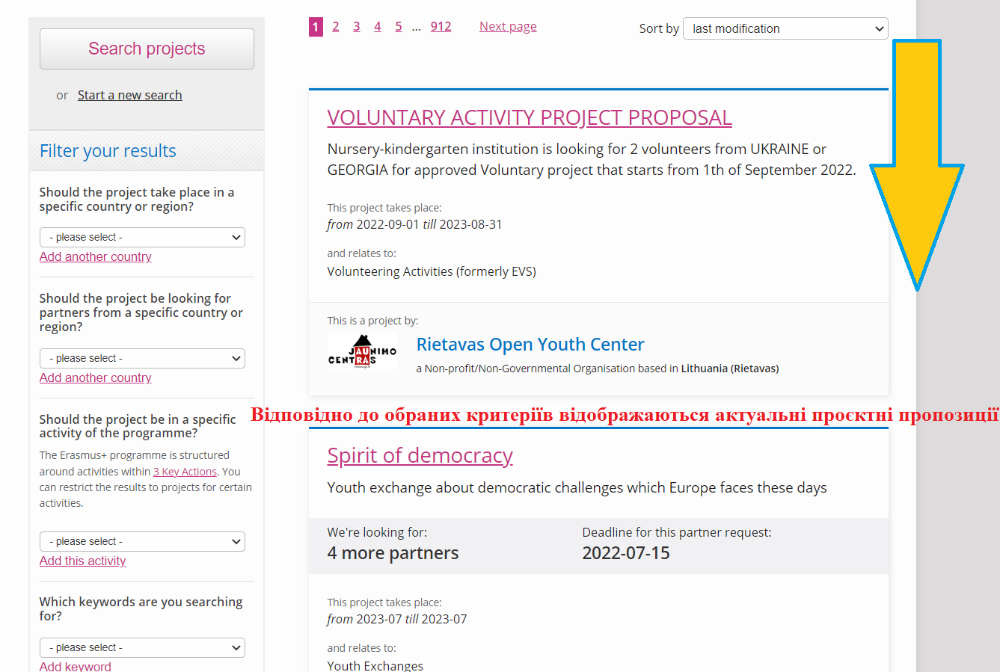 Search projects
or Start a new search
Filter your results
Should the project take place in a
specific country or region?
- please select -
Add another country
Should the project be looking for
partners from a specific country or
region?
- please select -
Add another country
Should the project be in a specific
activity of the programme?
The Erasmus+ programme is structured
around activities within 3 Key Actions. You
can restrict the results to projects for certain
activities.
- please select -
Add this activity
Which keywords are you searching
for?
- please select -
Add keyword
1 2 3 4 5 ... 912 Next page
Sort by last modification
VOLUNTARY ACTIVITY PROJECT PROPOSAL
Nursery-kindergarten institution is looking for 2 volunteers from UKRAINE or
GEORGIA for approved Voluntary project that starts from 1th of September 2022.
This project takes place:
from 2022-09-01 till 2023-08-31
and relates to:
Volunteering Activities (formerly EVS)
This is a project by:
JAUNIMO
CENTRAS
Rietavas Open Youth Center
a Non-profit/Non-Governmental Organisation based in Lithuania (Rietavas)
Відповідно до обраних критеріїв відображаються актуальні проєктні пропозиції
Spirit of democracy
Youth exchange about democratic challenges which Europe faces these days
We're looking for:
4 more partners
Deadline for this partner request:
2022-07-15
This project takes place:
from 2023-07 till 2023-07
and relates to:
Youth Exchanges